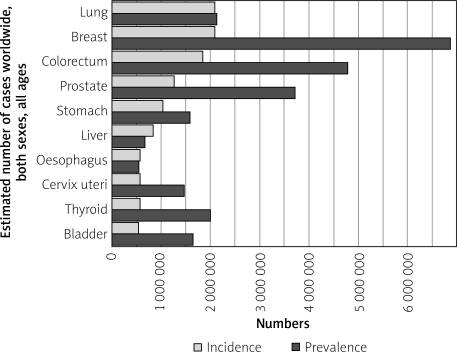 Estimated number of cases worldwide,
both sexes, all ages
Lung
Breast
Colorectum
Prostate
Stomach
Liver
Oesophagus
Cervix uteri
Thyroid
Bladder
0
1 000 000
2 000 000
3 000 000
4 000 000
5 000 000
6 000 000
Numbers
Incidence Prevalence